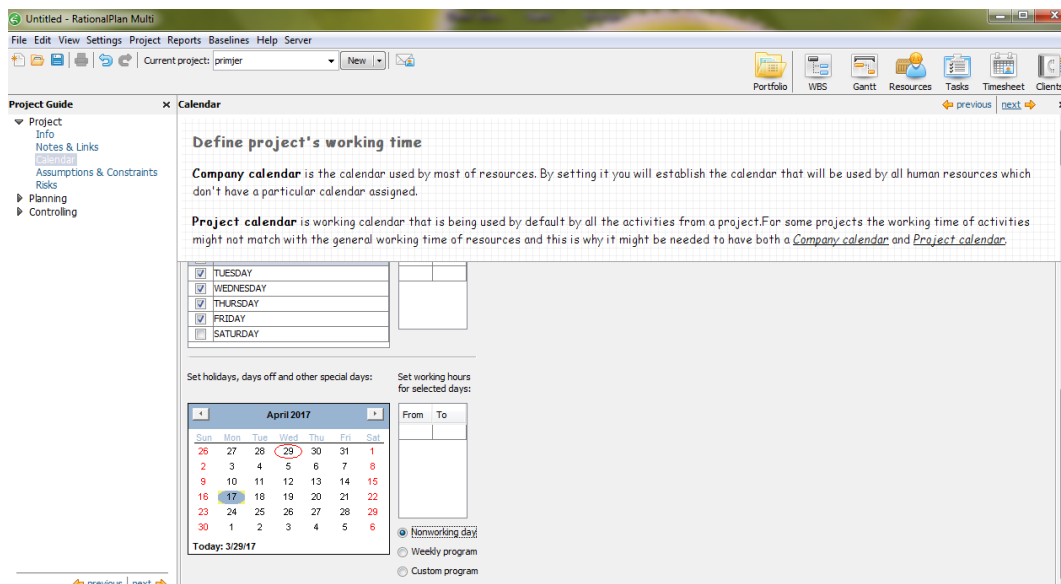 Untitled - RationalPlan Multi
File Edit View Settings Project Reports Baselines Help Server
Current project: primjer New
Portfolio WBS Gantt Resources Tasks Timesheet Clients
Project Guide
Project
Info
Notes & Links
Calendar
Assumptions & Constraints
Risks
Planning
Controling
previous next
Calendar
previous next
Define project's working time
Company calendar is the calendar used by most of resources. By setting it you will establish the calendar that will be used by all human resources which
don't have a particular calendar assigned.
Project calendar is working calendar that is being used by default by all the activities from a project.For some projects the working time of activities
might not match with the general working time of resources and this is why it might be needed to have both a Company calendar and Project calendar.
TUESDAY
WEDNESDAY
THURSDAY
FRIDAY
SATURDAY
Set holidays, days off and other special days:
April 2017
Sun Mon Tue Wed Thu Fri Sat
26 27 28 29 30 31 1
2 3 4 5 6 7 8
9 10 11 12 13 14 15
16 17 18 19 20 21 22
23 24 25 26 27 28 29
30 1 2 3 4 5 6
Today: 3/29/17
Set working hours
for selected days:
From To
Nonworking day
Weekly program
Custom program